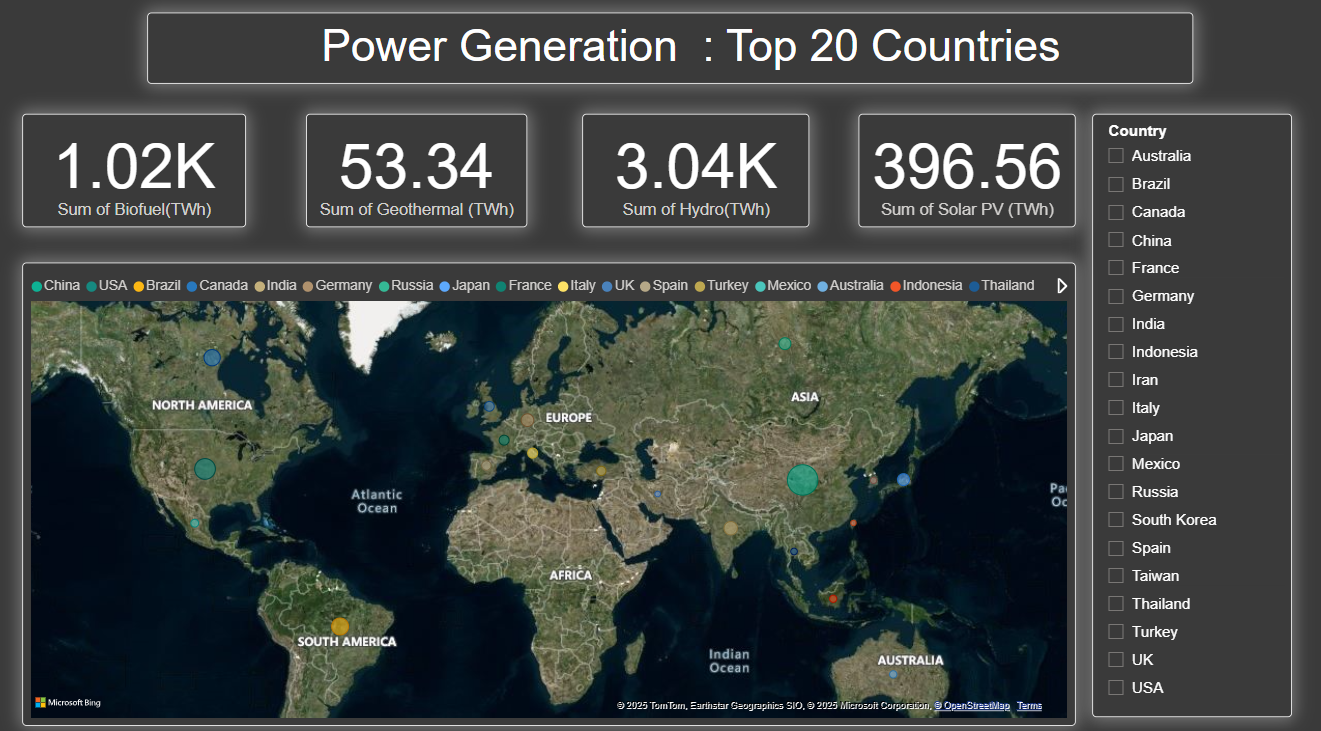 Power Generation : Top 20 Countries
1.02K
Sum of Biofuel(TWh)
53.34
Sum of Geothermal (TWh)
3.04K
Sum of Hydro(TWh)
396.56
Sum of Solar PV (TWh)
China USA Brazil Canada India Germany Russia Japan France Italy UK Spain Turkey Mexico Australia Indonesia Thailand
NORTH AMERICA
EUROPE
ASIA
Atlantic
Ocean
Pac
Oc
AFRICA
SOUTH AMERICA
Indian
Ocean
AUSTRALIA
Microsoft Bing
© 2025 TomTom, Earthstar Geographics SIO, © 2025 Microsoft Corporation, © OpenStreetMap Terms
Country
Australia
Brazil
Canada
China
France
Germany
India
Indonesia
Iran
Italy
Japan
Mexico
Russia
South Korea
Spain
Taiwan
Thailand
Turkey
UK
USA